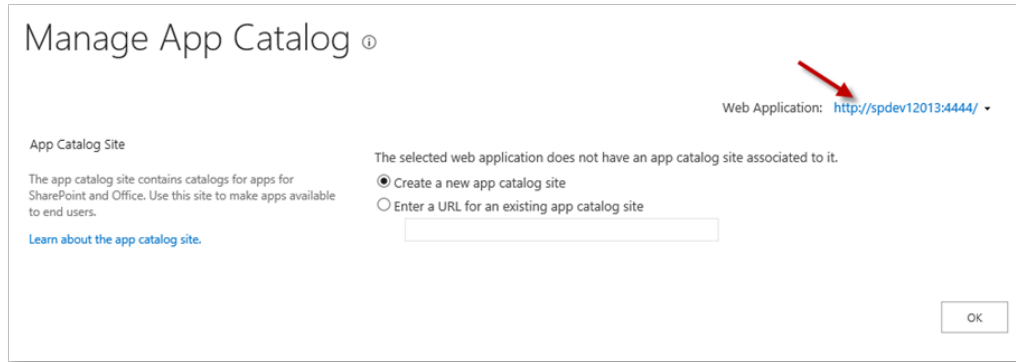 Manage App Catalog
Web Application: http://spdev12013:4444/
App Catalog Site
The app catalog site contains catalogs for apps for
SharePoint and Office. Use this site to make apps available
to end users.
Learn about the app catalog site.
The selected web application does not have an app catalog site associated to it.
Create a new app catalog site
Enter a URL for an existing app catalog site
OK